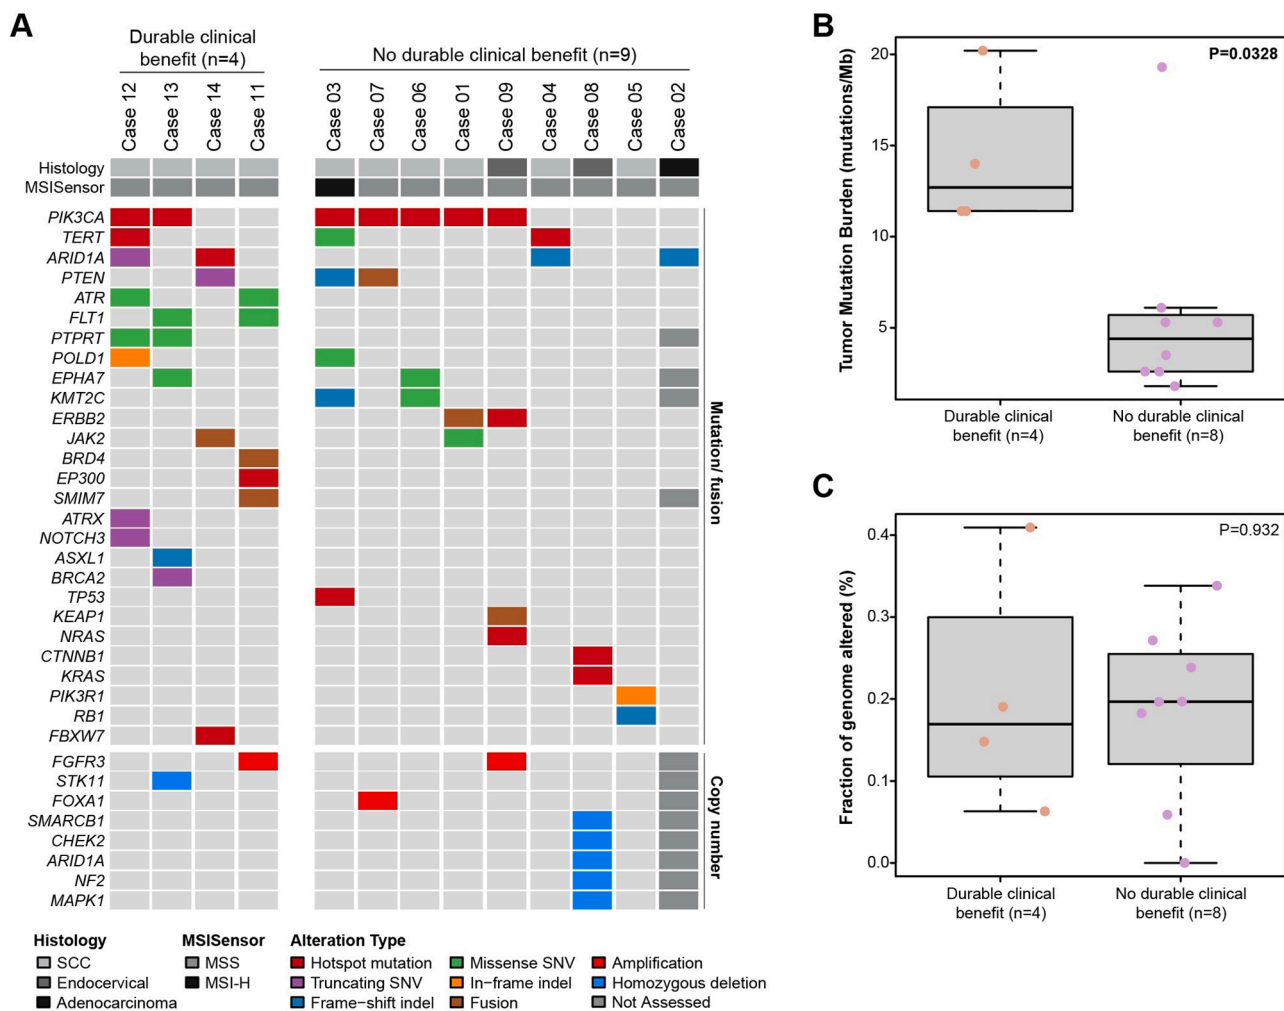 A
Durable clinical
benefit (n=4)
No durable clinical benefit (n=9)
Case 12
Case 13
Case 14
Case 11
Case 03
Case 07
Case 06
Case 01
Case 09
Case 04
Case 08
Case 05
Case 02
Histology
MSISensor
PIK3CA
TERT
ARID1A
PTEN
ATR
FLT1
PTPRT
POLD1
EPHA7
KMT2C
ERBB2
JAK2
BRD4
EP300
SMIM7
ATRX
NOTCH3
ASXL1
BRCA2
TP53
KEAP1
NRAS
CTNNB1
KRAS
PIK3R1
RB1
FBXW7
Mutation/ fusion
FGFR3
STK11
FOXA1
SMARCB1
CHEK2
ARID1A
NF2
MAPK1
Copy number
Histology
SCC
Endocervical
Adenocarcinoma
MSISensor
MSS
MSI-H
Alteration Type
Hotspot mutation
Truncating SNV
Frame−shift indel
Missense SNV
In−frame indel
Fusion
Amplification
Homozygous deletion
Not Assessed
B
Tumor Mutation Burden (mutations/Mb)
20
15
10
5
P=0.0328
Durable clinical
benefit (n=4)
No durable clinical
benefit (n=8)
C
Fraction of genome altered (%)
0.4
0.3
0.2
0.1
0.0
P=0.932
Durable clinical
benefit (n=4)
No durable clinical
benefit (n=8)